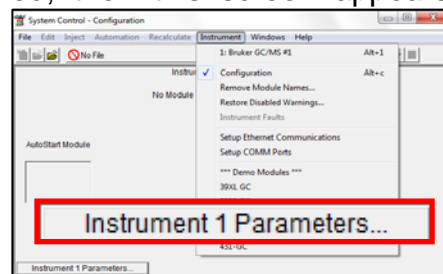 System Control - Configuration
File Edit Inject Automation Recalculate Instrument Windows Help
No File
1: Bruker GC/MS #1 Alt+1
Configuration Alt+c
No Module
Remove Module Names...
Restore Disabled Warnings...
Instrument Faults
AutoStart Module
Setup Ethernet Communications
Setup COMM Ports
*** Demo Modules ***
39XL GC
Instrument 1 Parameters...
431-GC
Instrument 1 Parameters...